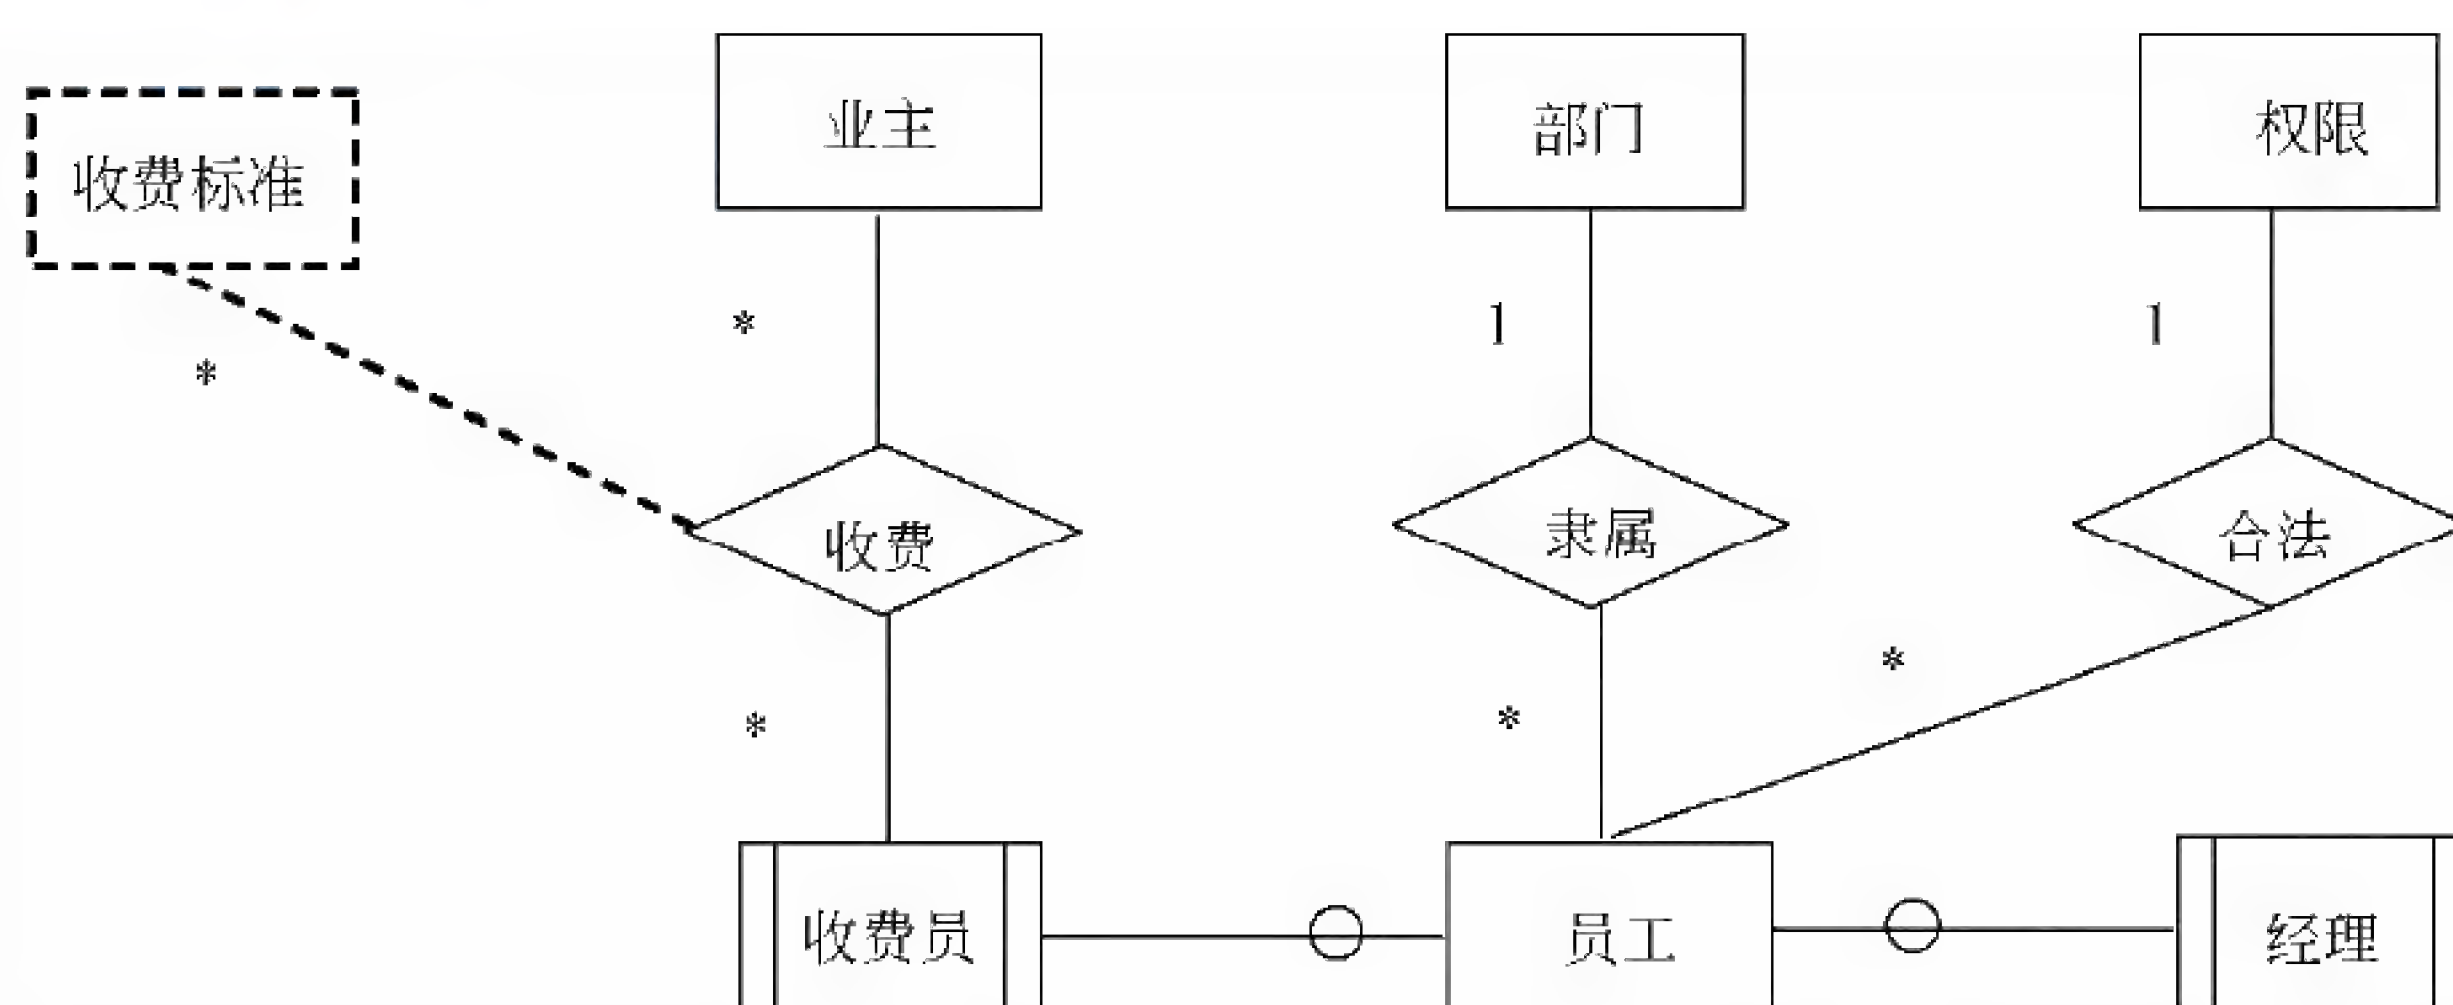 业主
部门
权限
收费标准
*
1
1
*
收费
隶属
合法
*
*
*
收费员
员工
经理